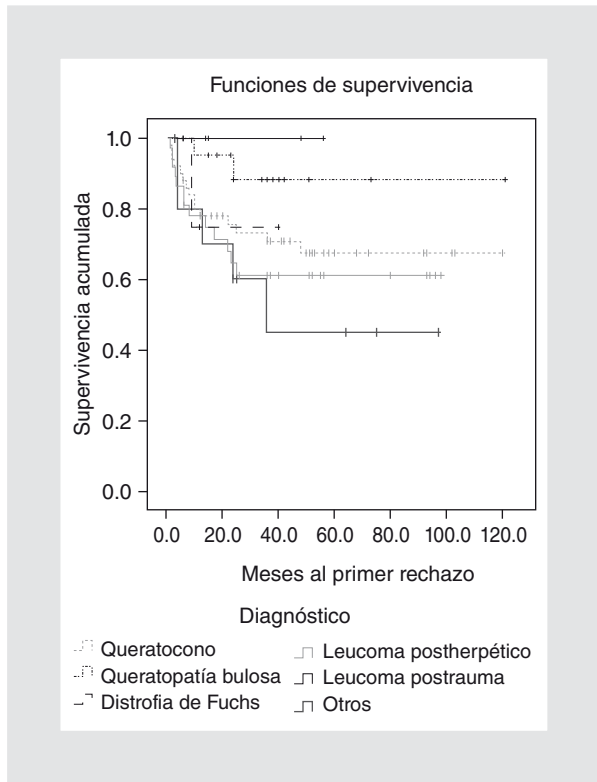 Funciones de supervivencia
Supervivencia acumulada
1.0
0.8
0.6
0.4
0.2
0.0
0.0 20.0 40.0 60.0 80.0 100.0 120.0
Meses al primer rechazo
Diagnóstico
Queratocono
Queratopatía bulosa
Distrofia de Fuchs
Leucoma postherpético
Leucoma postrauma
Otros